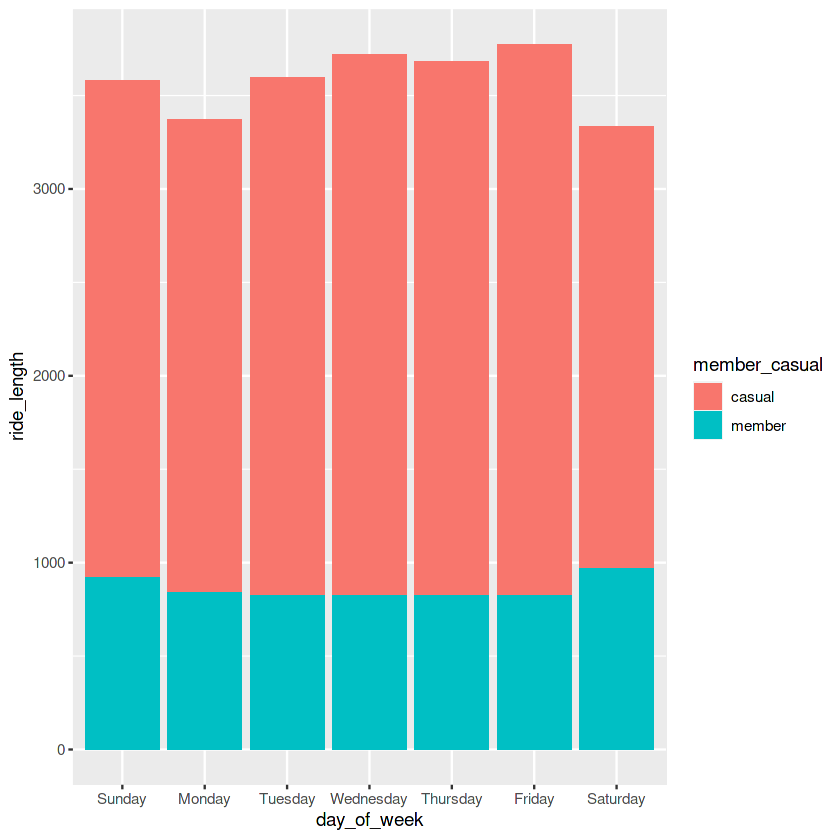 3000
2000
1000
0
ride_length
Sunday Monday Tuesday Wednesday Thursday Friday Saturday
day_of_week
member_casual
casual
member